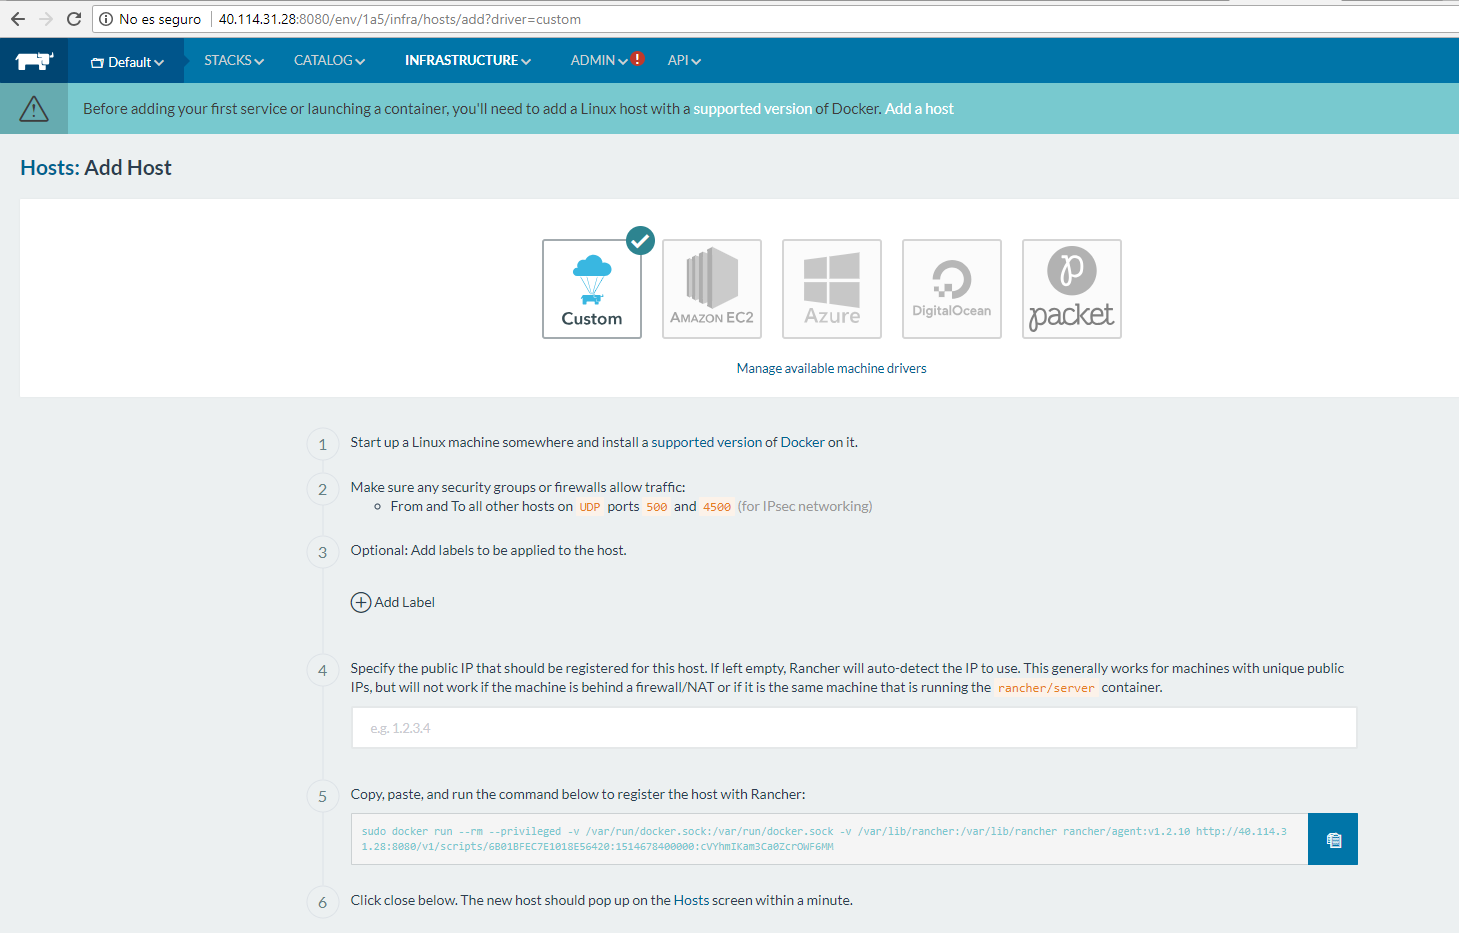 No es seguro 40.114.31.28:8080/env/1a5/infra/hosts/add?driver=custom
Default STACKS CATALOG INFRASTRUCTURE ADMIN ! API
Before adding your first service or launching a container, you'll need to add a Linux host with a supported version of Docker. Add a host
Hosts: Add Host
Custom
AMAZON EC2
Azure
DigitalOcean
packet
Manage available machine drivers
1 Start up a Linux machine somewhere and install a supported version of Docker on it.
2 Make sure any security groups or firewalls allow traffic:
From and To all other hosts on UDP ports 500 and 4500 (for IPsec networking)
3 Optional: Add labels to be applied to the host.
Add Label
4 Specify the public IP that should be registered for this host. If left empty, Rancher will auto-detect the IP to use. This generally works for machines with unique public
IPs, but will not work if the machine is behind a firewall/NAT or if it is the same machine that is running the rancher/server container.
e.g. 1.2.3.4
5 Copy, paste, and run the command below to register the host with Rancher:
sudo docker run --rm --privileged -v /var/run/docker.sock:/var/run/docker.sock -v /var/lib/rancher:/var/lib/rancher rancher/agent:v1.2.10 http://40.114.3
1.28:8080/v1/scripts/6B01BFEC7E1018E56420:1514678400000:cVYhmIKam3Ca0ZcrOWF6MM
6 Click close below. The new host should pop up on the Hosts screen within a minute.